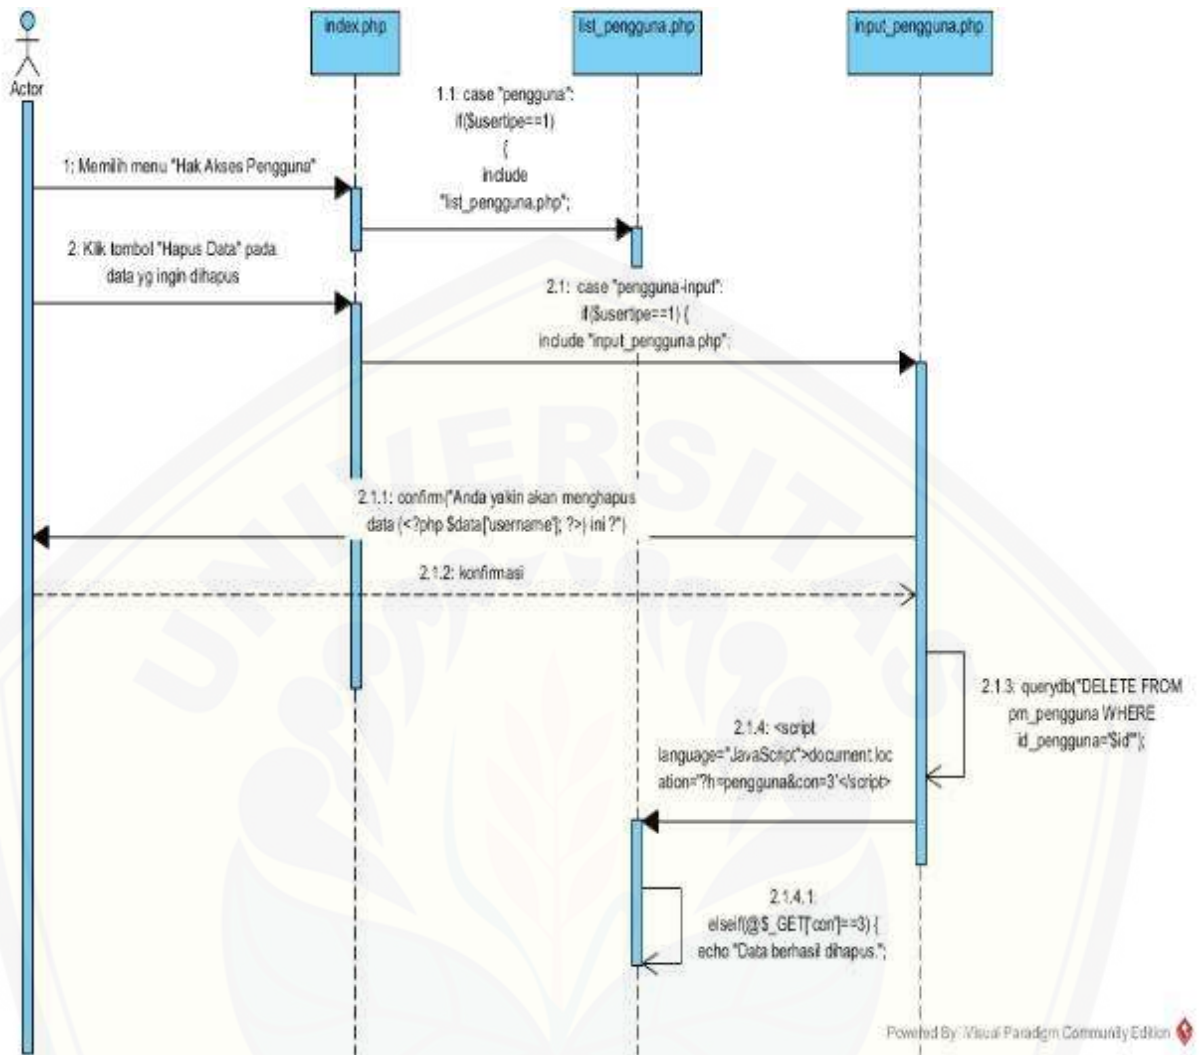 index.php
list_pengguna.php
input_pengguna.php
Actor
1.1: case "pengguna":
if($usertipe==1)
{
include
"list_pengguna.php";
1: Memilih menu "Hak Akses Pengguna"
2: Klik tombol "Hapus Data" pada
data yg ingin dihapus
2.1: case "pengguna-input":
if($usertipe==1) {
include "input_pengguna.php";
UNIVERSITAS
2.1.1: confirm("Anda yakin akan menghapus
data (<?php $data['username']; ?>) ini ?")
2.1.2: konfirmasi
2.1.3: querydb("DELETE FROM
pm_pengguna WHERE
id_pengguna='$id'");
2.1.4: <script
language="JavaScript">document.loc
ation='?h=pengguna&con=3'</script>
2.1.4.1:
elseif(@$_GET['con']==3) {
echo "Data berhasil dihapus.";
Powered By Visual Paradigm Community Edition